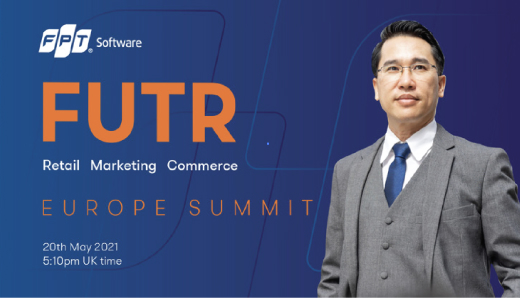 FPT® Software
FUTR
Retail Marketing Commerce
EUROPE SUMMIT
20th May 2021
5:10pm UK time